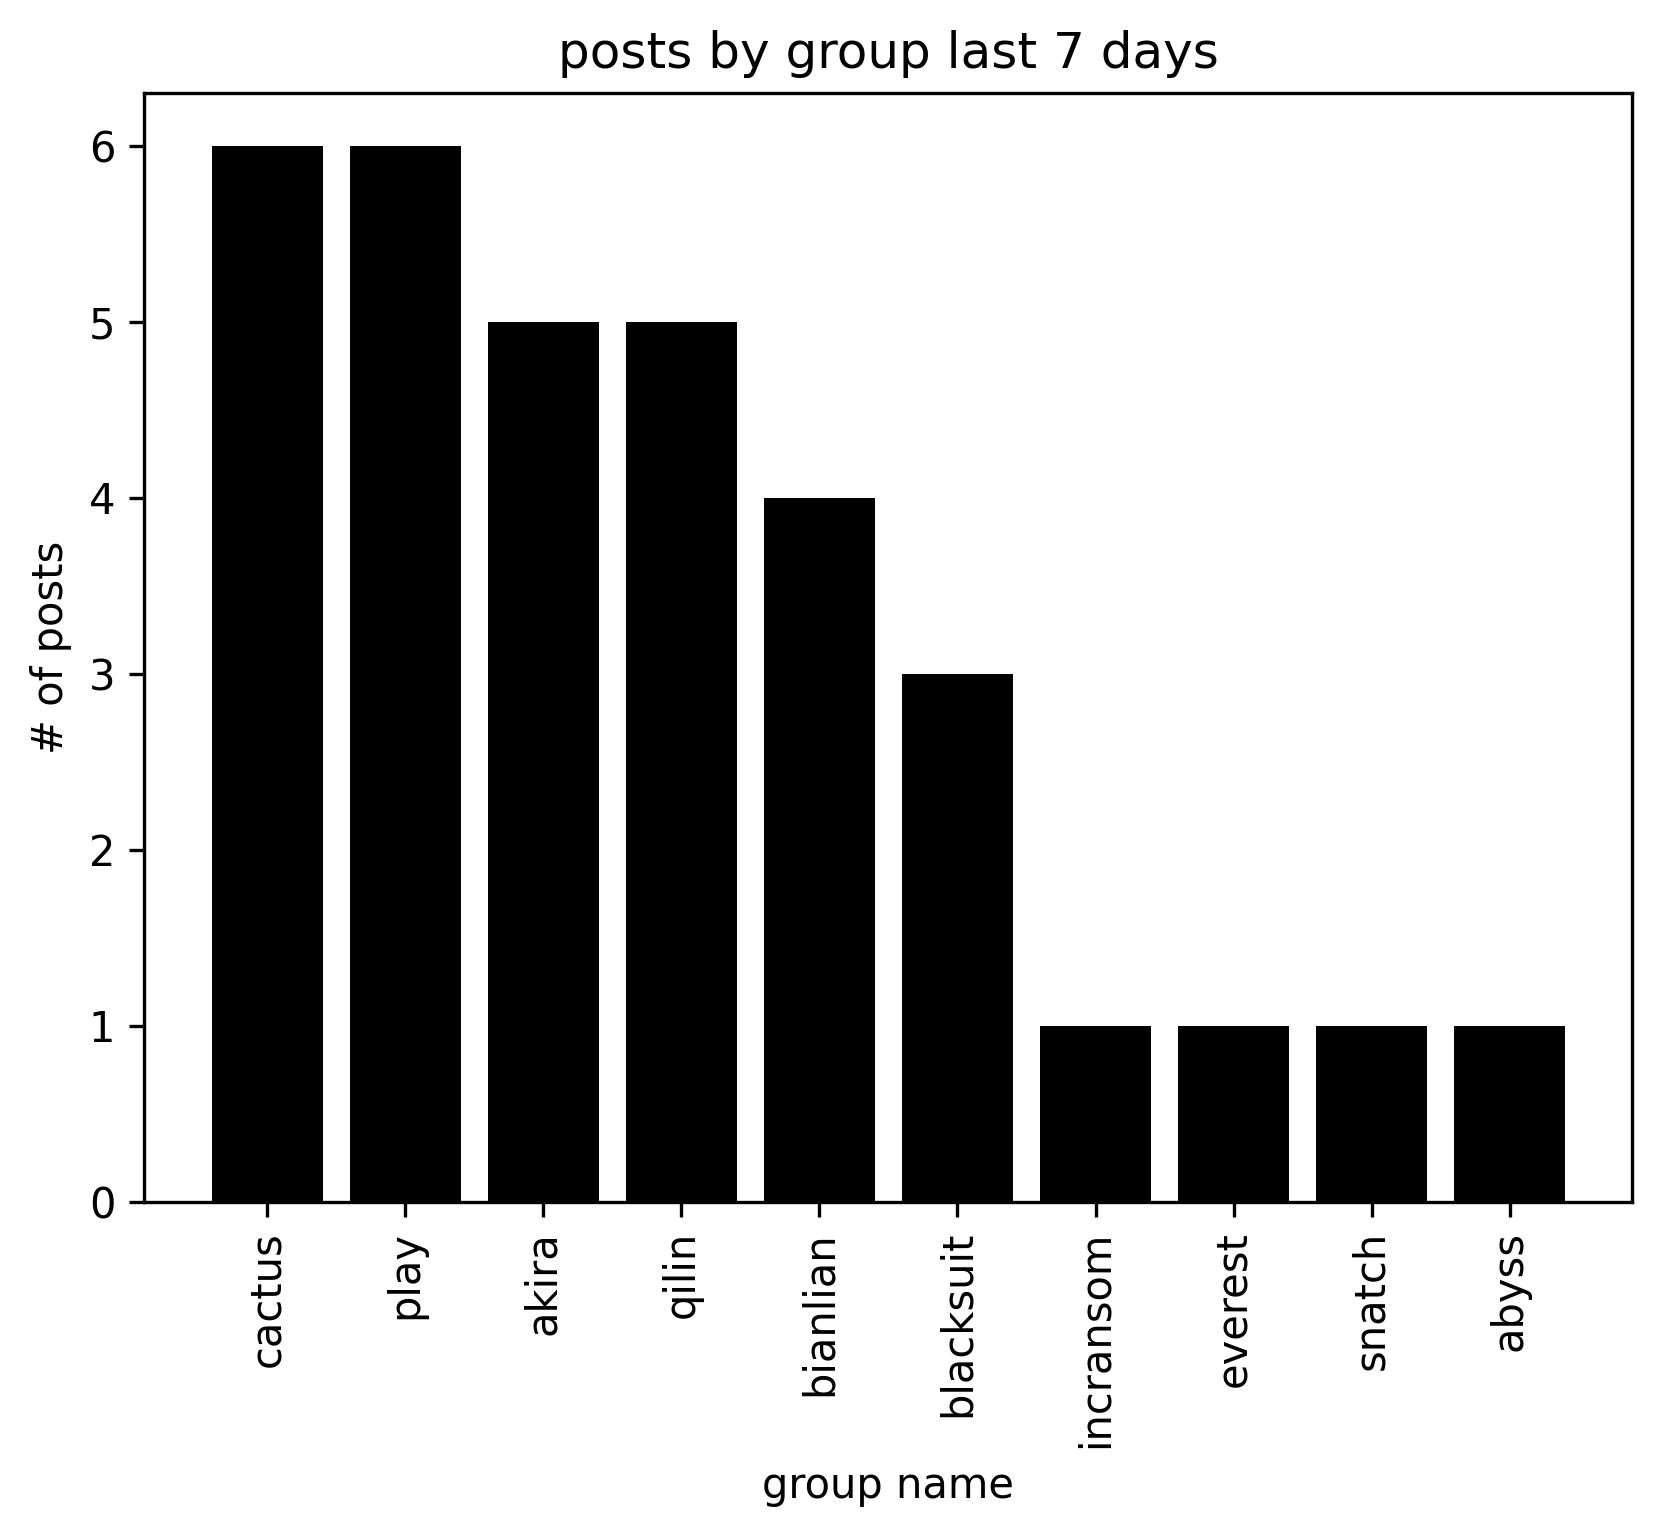 posts by group last 7 days
# of posts
6
5
4
3
2
1
0
cactus
play
akira
qilin
bianlian
blacksuit
incransom
everest
snatch
abyss
group name